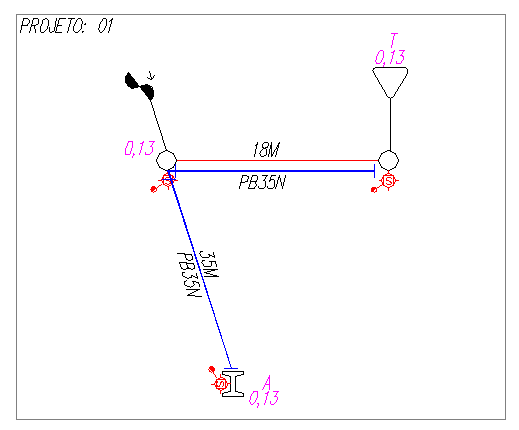 PROJETO: 01
T
0,13
0,13
18M
PB35N
S
S
35M
PB35N
S
A
0,13